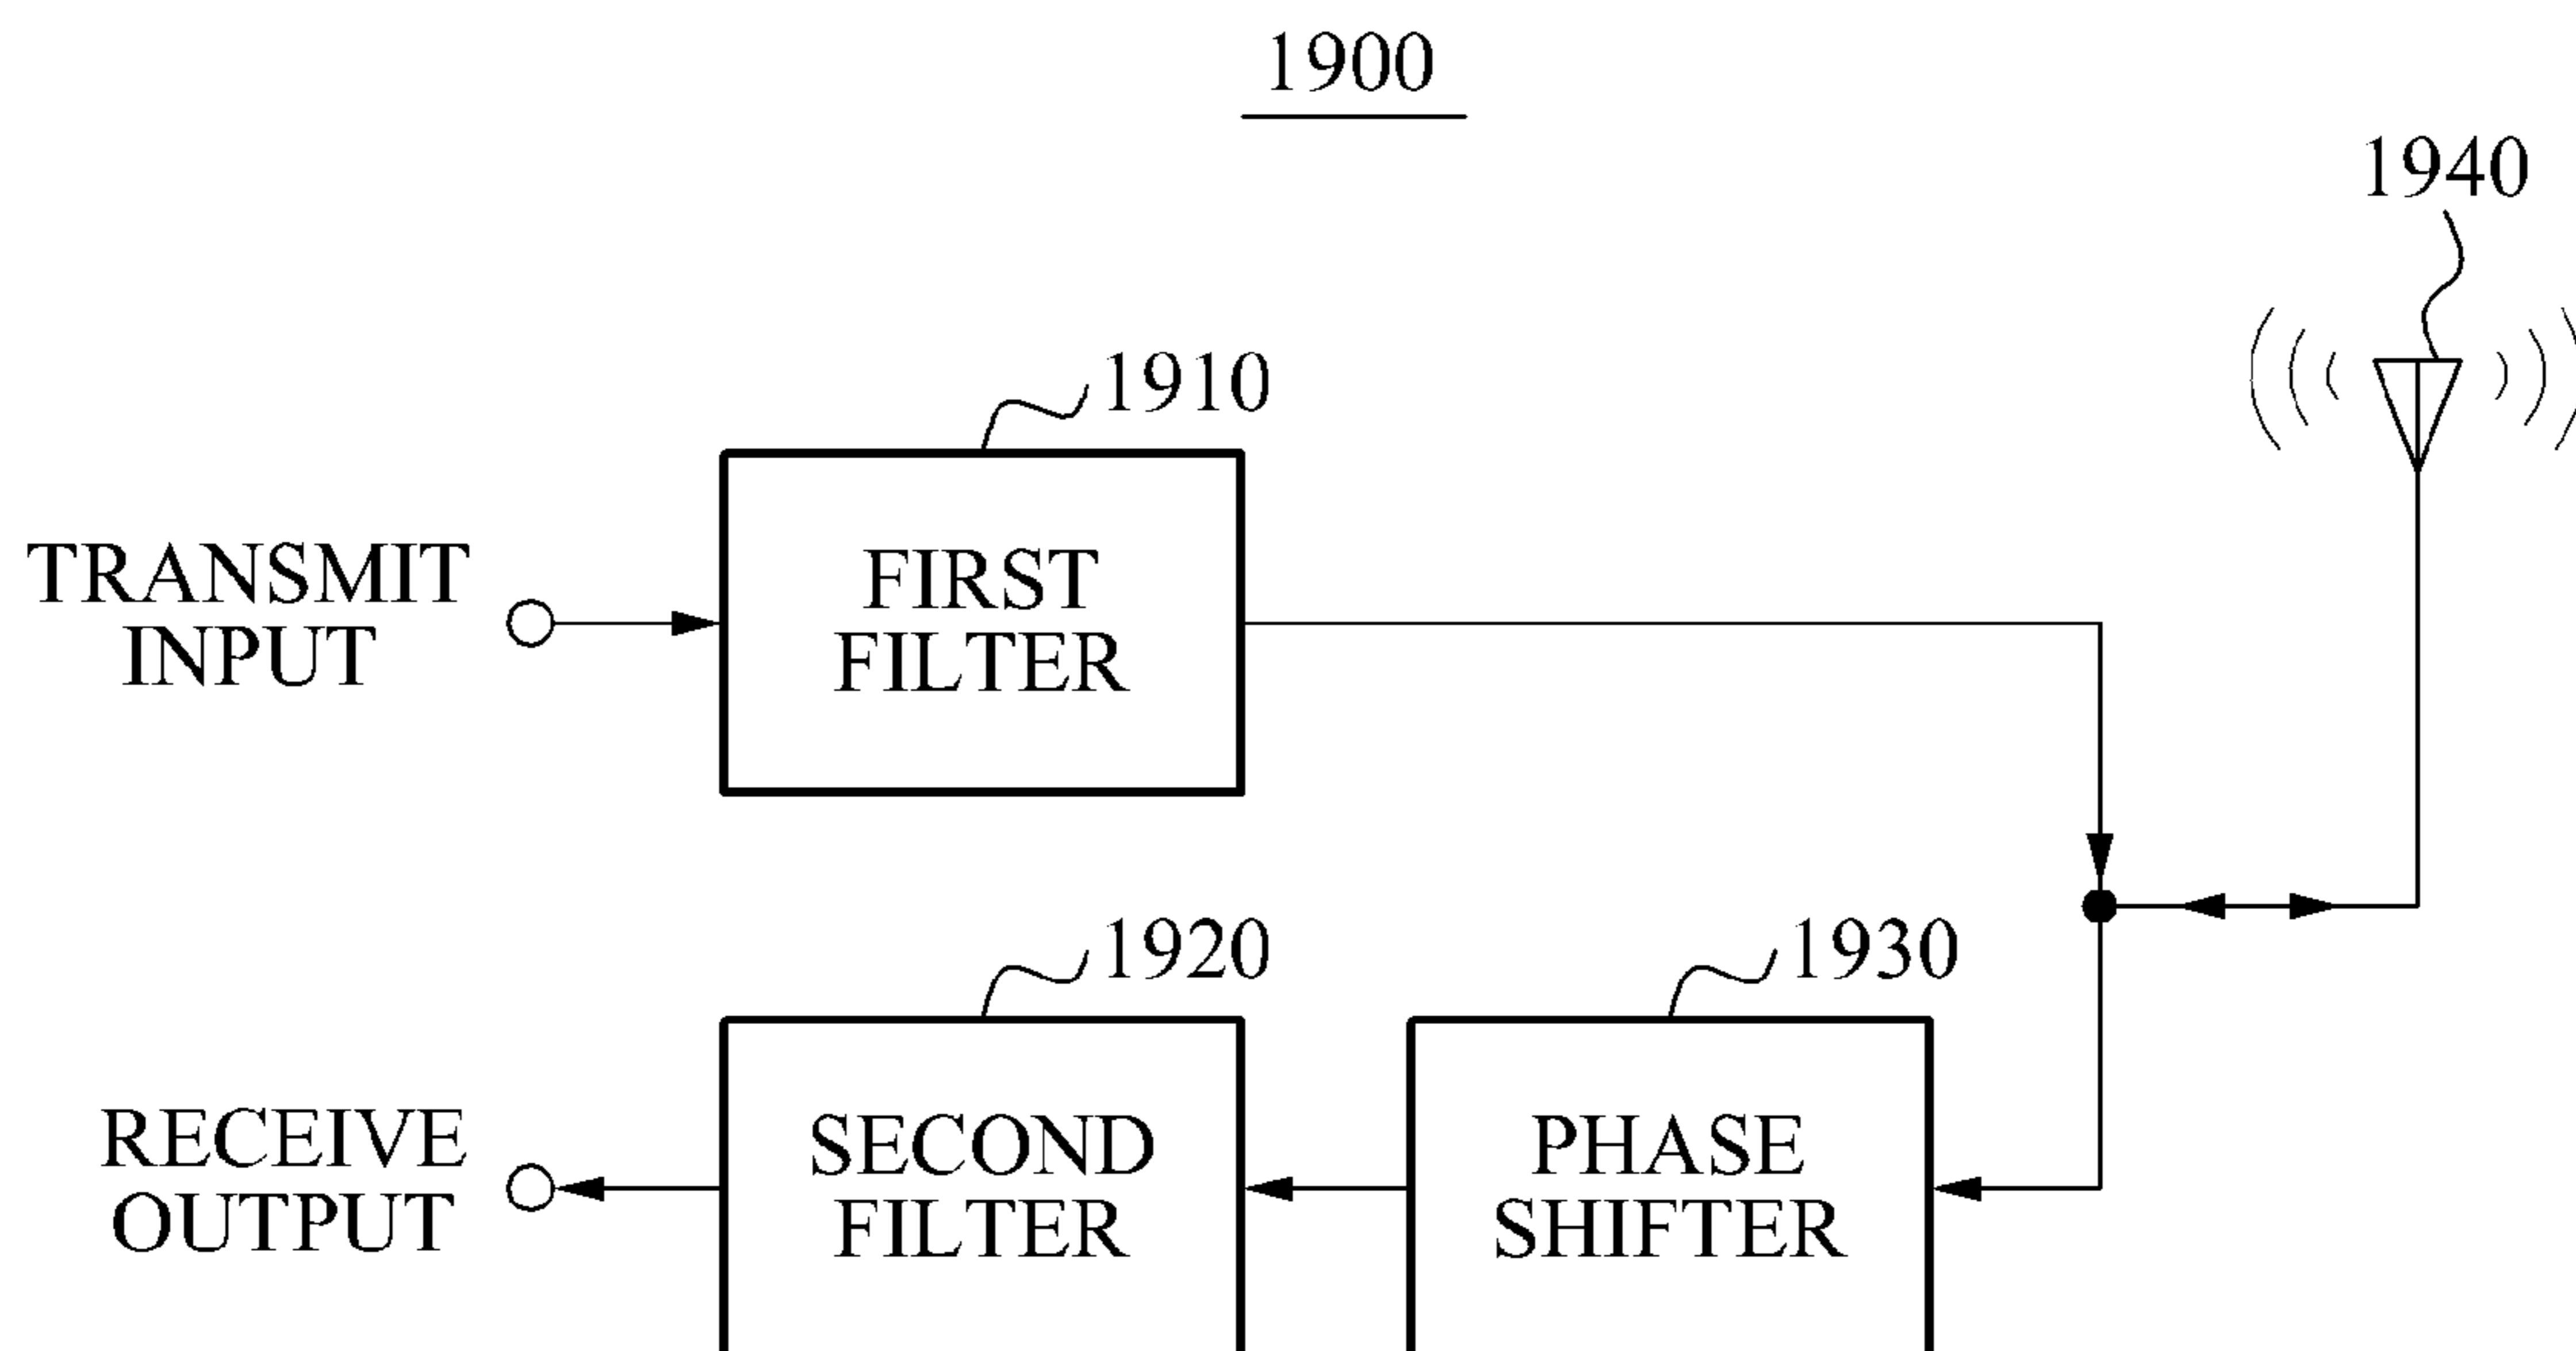 1900
1940
1910
TRANSMIT
INPUT
FIRST
FILTER
1920
1930
RECEIVE
OUTPUT
SECOND
FILTER
PHASE
SHIFTER